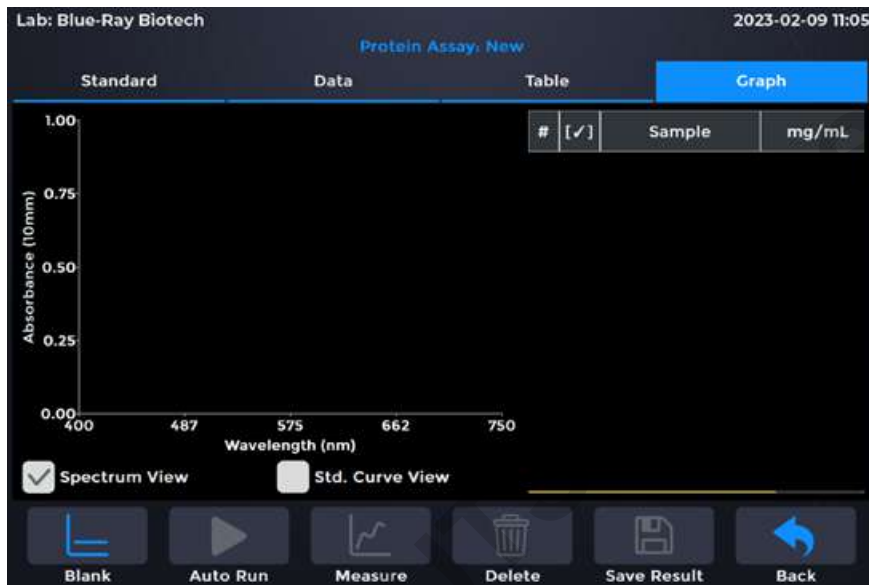 Lab: Blue-Ray Biotech 2023-02-09 11:05
Protein Assay: New
Standard Data Table Graph
# [✓] Sample mg/mL
1.00
0.75
0.50
0.25
0.00
Absorbance (10mm)
400 487 575 662 750
Wavelength (nm)
Spectrum View Std. Curve View
Blank Auto Run Measure Delete Save Result Back